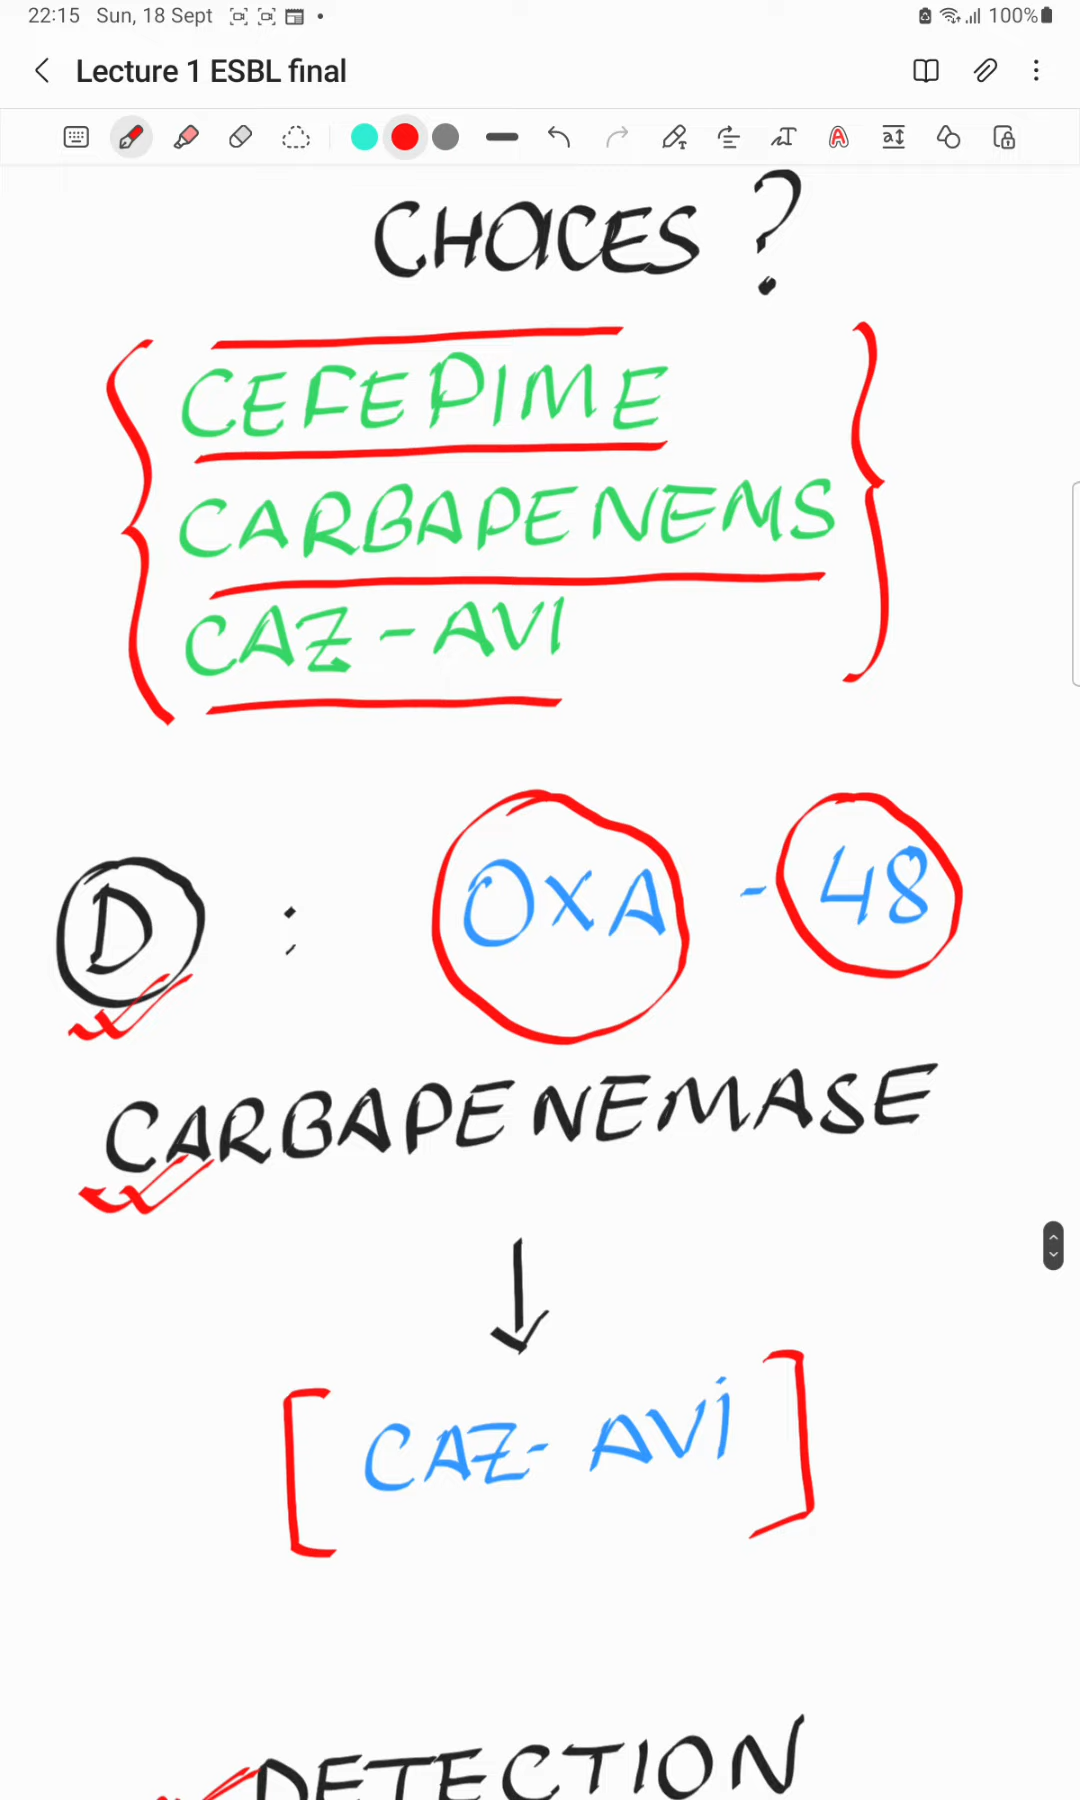 22:15 Sun, 18 Sept 100%
Lecture 1 ESBL final
CHOICES ?
CEFEPIME
CARBAPENEMS
CAZ-AVI
D : OXA - 48
CARBAPENEMASE
CAZ- AVi
DETECTION